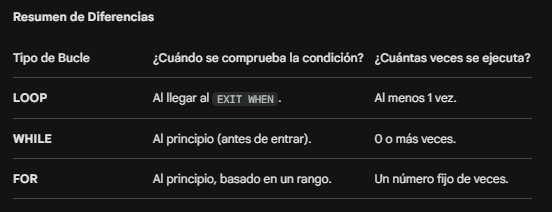 Resumen de Diferencias
Tipo de Bucle ¿Cuándo se comprueba la condición? ¿Cuántas veces se ejecuta?
LOOP Al llegar al EXIT WHEN. Al menos 1 vez.
WHILE Al principio (antes de entrar). 0 o más veces.
FOR Al principio, basado en un rango. Un número fijo de veces.